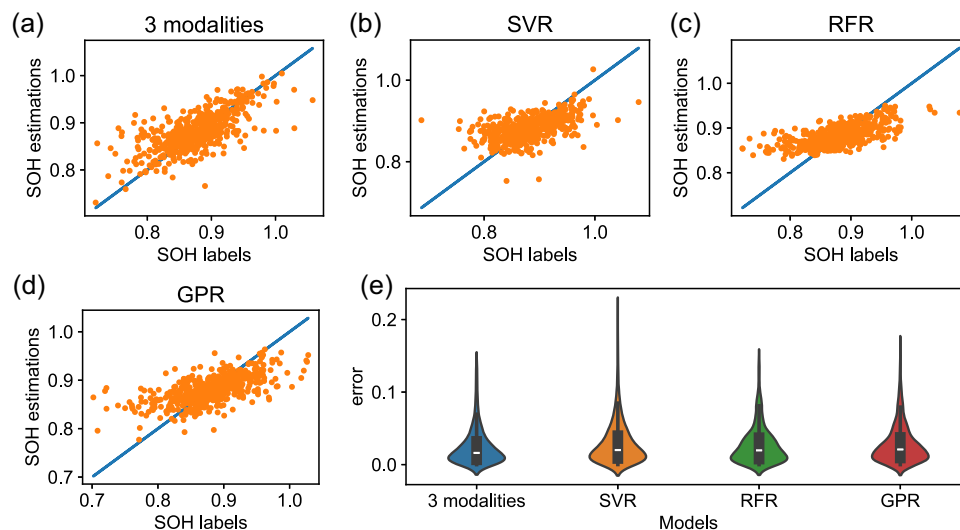 (a) 3 modalities
SOH estimations
1.0
0.9
0.8
0.8 0.9 1.0
SOH labels
(b) SVR
SOH estimations
1.0
0.8
0.8 1.0
SOH labels
(c) RFR
SOH estimations
1.0
0.9
0.8
0.8 0.9 1.0
SOH labels
(d) GPR
SOH estimations
1.0
0.9
0.8
0.7
0.7 0.8 0.9 1.0
SOH labels
(e)
error
0.2
0.1
0.0
3 modalities SVR RFR GPR
Models